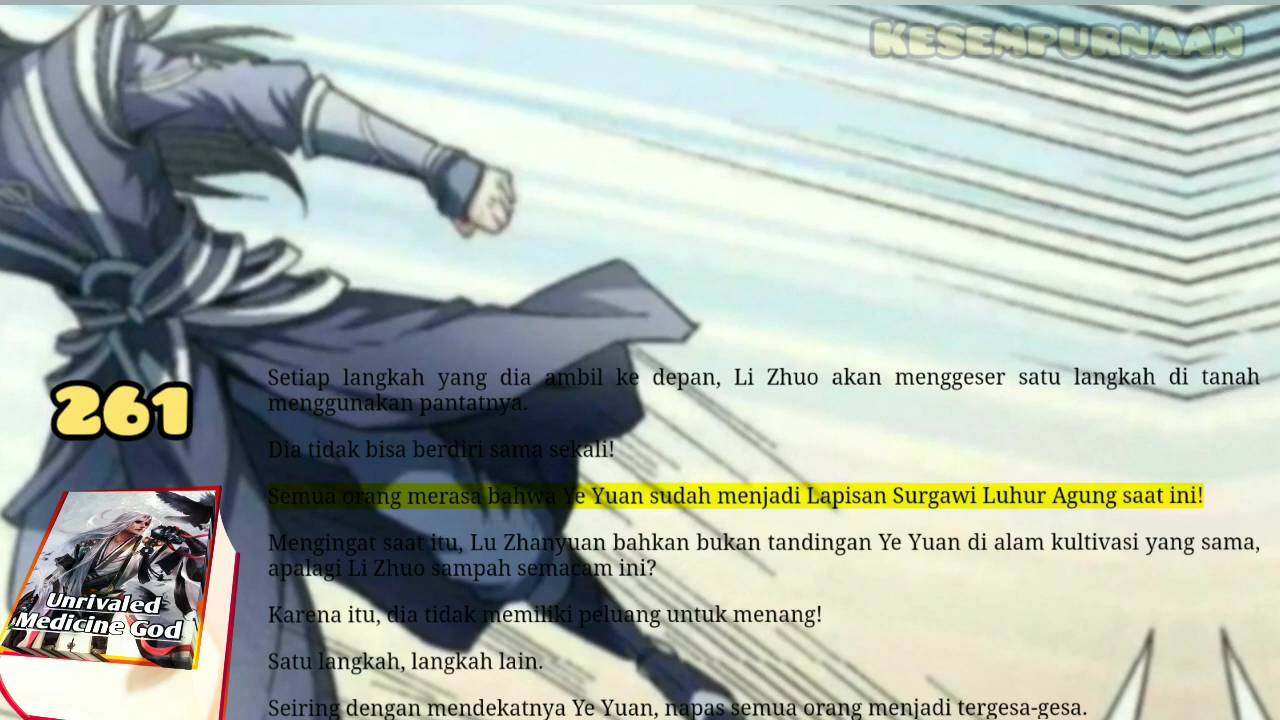 Kesempurnaan
Setiap langkah yang dia ambil ke depan, Li Zhuo akan menggeser satu langkah di tanah
menggunakan pantatnya.
Dia tidak bisa berdiri sama sekali!
261
Semua orang merasa bahwa Ye Yuan sudah menjadi Lapisan Surgawi Luhur Agung saat ini!
Mengingat saat itu, Lu Zhanyuan bahkan bukan tandingan Ye Yuan di alam kultivasi yang sama,
apalagi Li Zhuo sampah semacam ini?
Karena itu, dia tidak memiliki peluang untuk menang!
Satu langkah, langkah lain.
Seiring dengan mendekatnya Ye Yuan, napas semua orang menjadi tergesa-gesa.
Unrivaled
Medicine God